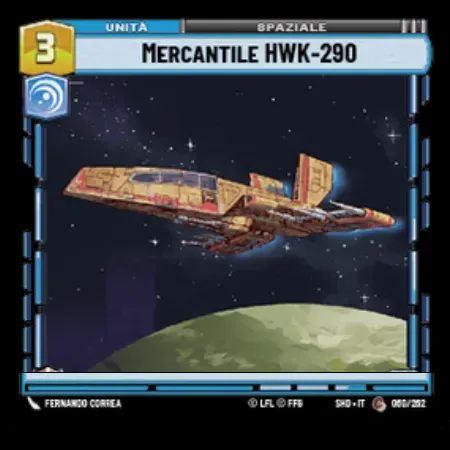 UNITÀ
SPAZIALE
3
MERCANTILE HWK-290
FERNANDO CORREA
© LFL © FFG
SHD • IT
060/262